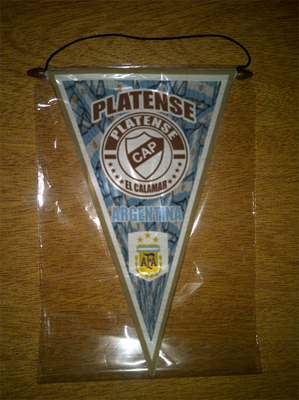 PLATENSE
PLATENSE
CAP
EL CALAMAR
ARGENTINA
AFA